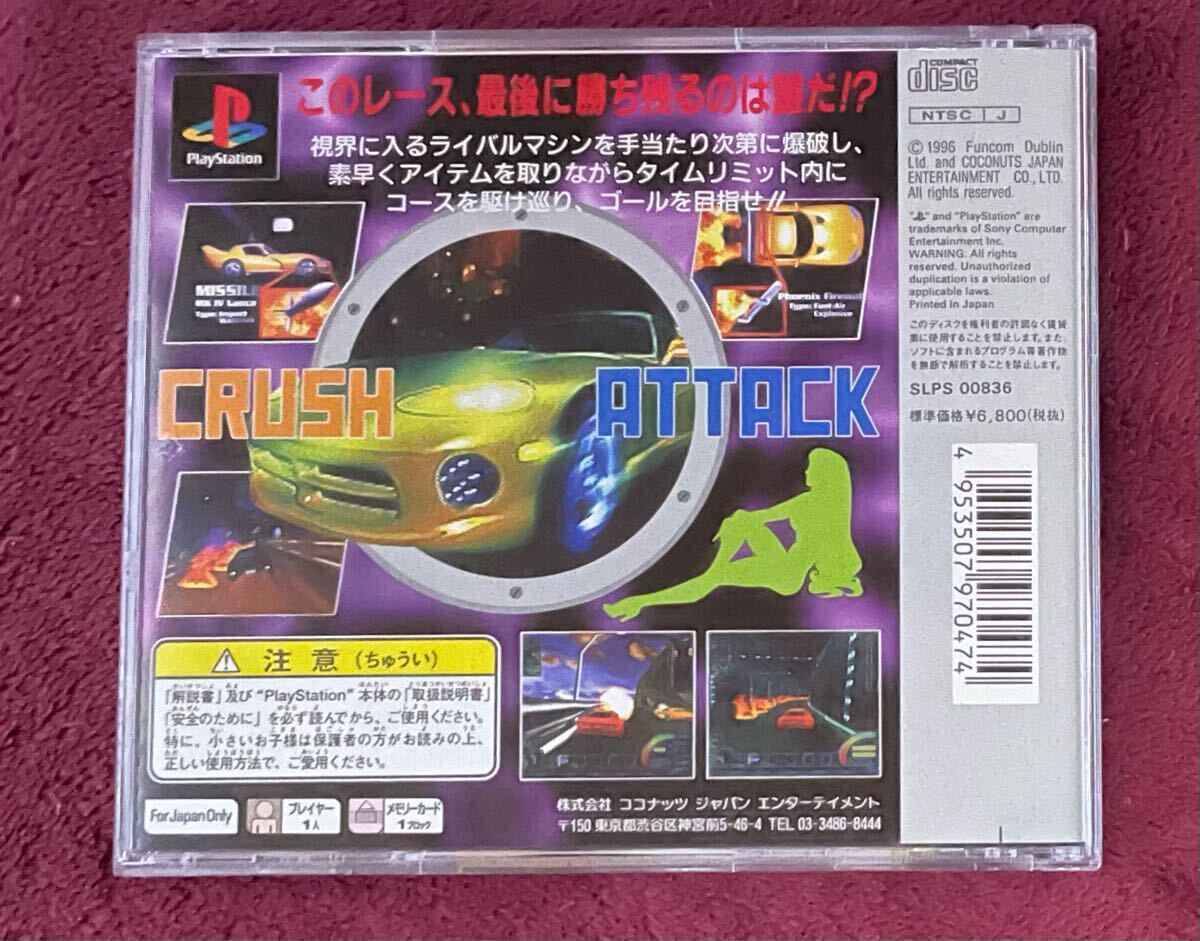 PlayStation
このレース、最後に勝ち残るのは誰だ!?
視界に入るライバルマシンを手当たり次第に爆破し、
素早くアイテムを取りながらタイムリミット内に
コースを駆け巡り、ゴールを目指せ!!
MISSILE
MK IV Lance
Type: Import
Phoenix Fire
Type: Fuel-Air
Explosive
CRUSH ATTACK
注意(ちゅうい)
「解説書」及び“PlayStation”本体の「取扱説明書」
「安全のために」を必ず読んでから、ご使用ください。
特に、小さいお子様は保護者の方がお読みの上、
正しい使用方法で、ご愛用ください。
For Japan Only
プレイヤー
1人
メモリーカード
1ブロック
株式会社 ココナッツ ジャパン エンターテイメント
〒150 東京都渋谷区神宮前5-46-4 TEL 03-3486-8444
COMPACT
disc
NTSC J
© 1996 Funcom Dublin
Ltd. and COCONUTS JAPAN
ENTERTAINMENT CO., LTD.
All rights reserved.
" " and "PlayStation" are
trademarks of Sony Computer
Entertainment Inc.
WARNING: All rights
reserved. Unauthorized
duplication is a violation of
applicable laws.
Printed in Japan
このディスクを権利者の許諾なく賃貸
業に使用することを禁止します。また、
ソフトに含まれるプログラム等著作物
を無断で解析することを禁止します。
SLPS 00836
標準価格¥6,800(税抜)
4 953507 970474